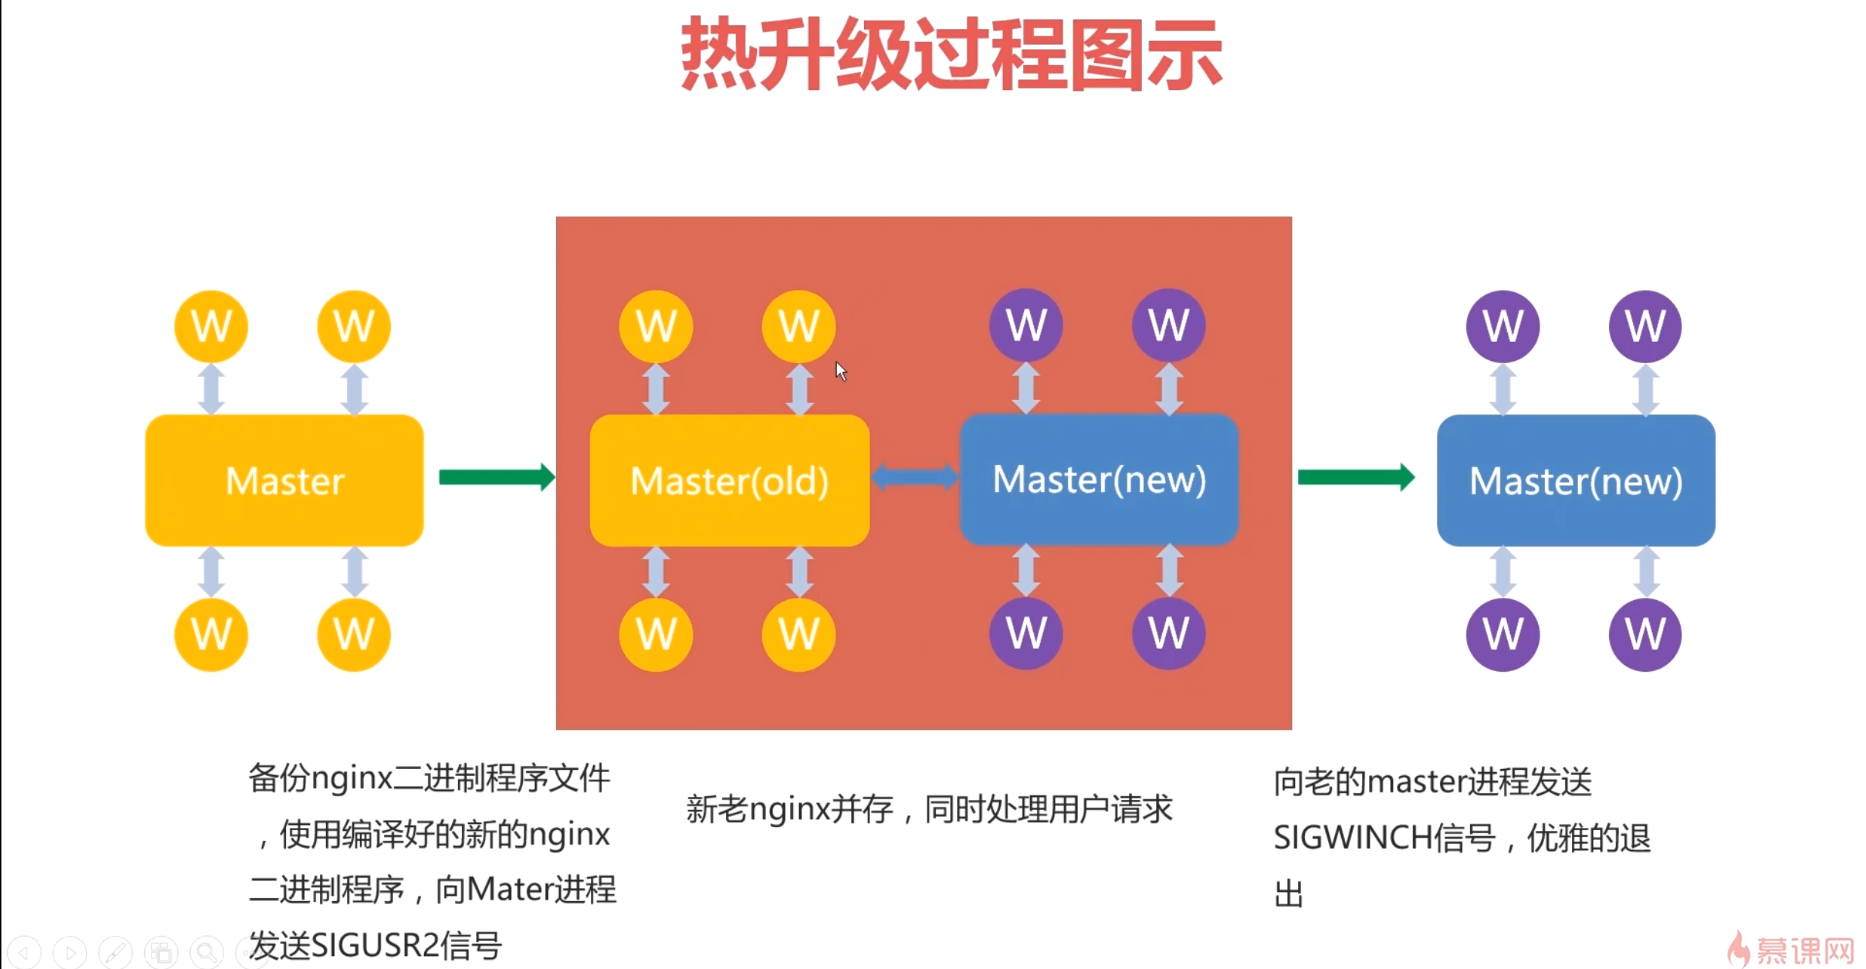 热升级过程图示
W W W W W W W W
Master Master(old) Master(new) Master(new)
W W W W W W W W
备份nginx二进制程序文件
，使用编译好的新的nginx
二进制程序，向Mater进程
发送SIGUSR2信号
新老nginx并存，同时处理用户请求
向老的master进程发送
SIGWINCH信号，优雅的退
出
慕课网